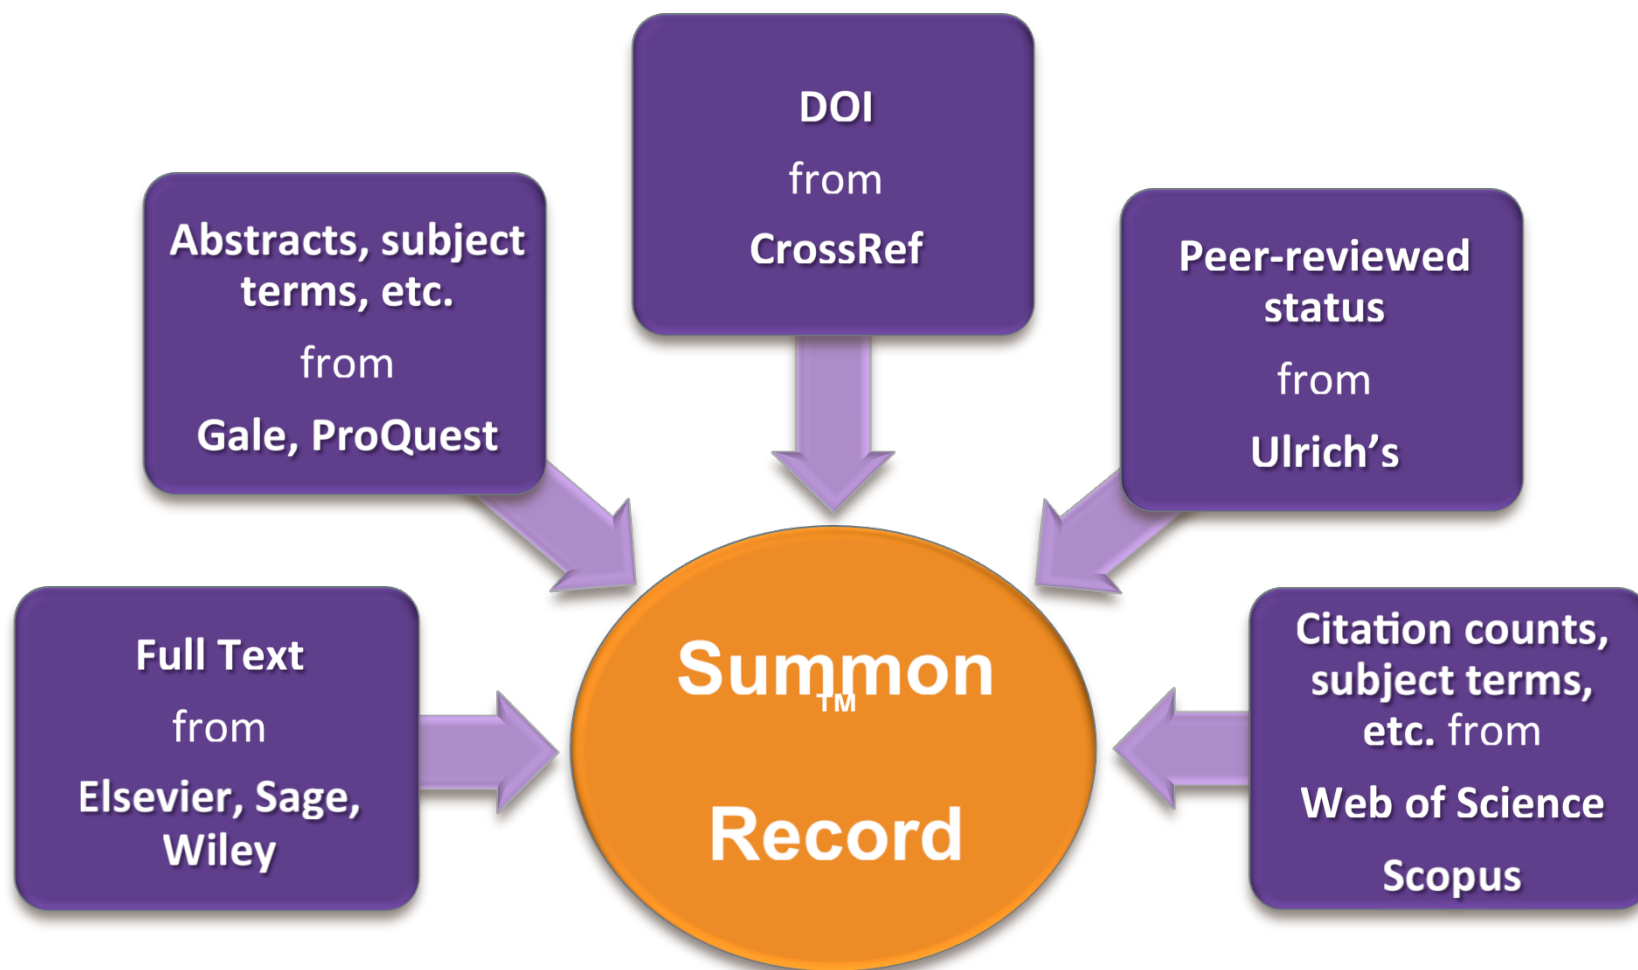 DOI
from
CrossRef
Abstracts, subject
terms, etc.
from
Gale, ProQuest
Peer-reviewed
status
from
Ulrich’s
Full Text
from
Elsevier, Sage,
Wiley
Summon
TM
Record
Citation counts,
subject terms,
etc. from
Web of Science
Scopus